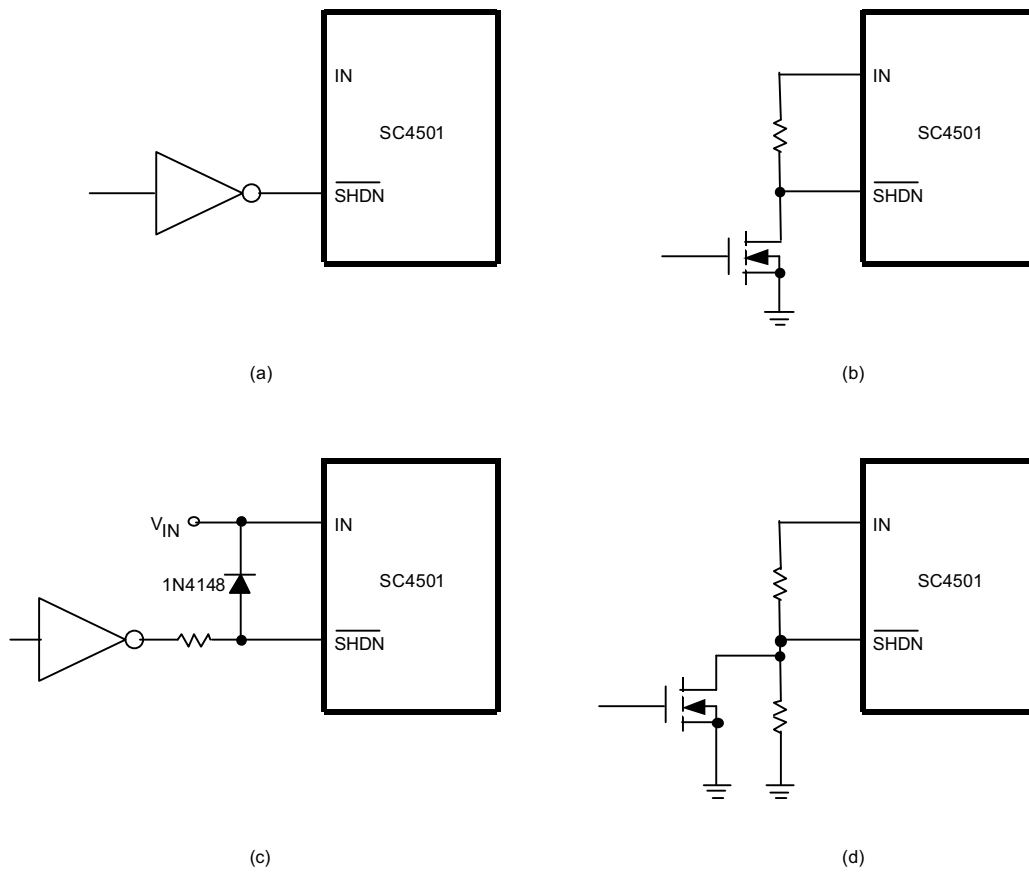 IN
SC4501
SHDN
(a)
IN
SC4501
SHDN
(b)
VIN
IN
1N4148
SC4501
SHDN
(c)
IN
SC4501
SHDN
(d)